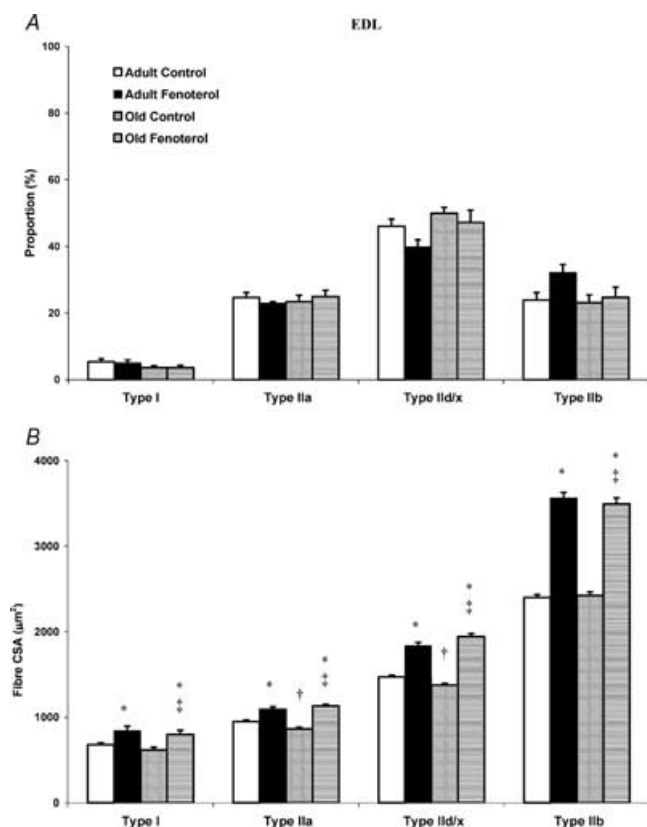 A
EDL
100
80
60
40
20
0
Proportion (%)
Adult Control
Adult Fenoterol
Old Control
Old Fenoterol
Type I Type IIa Type IId/x Type IIb
B
4000
3000
2000
1000
0
Fibre CSA (μm²)
* * ‡ * † * ‡ * † * ‡ * * ‡
Type I Type IIa Type IId/x Type IIb